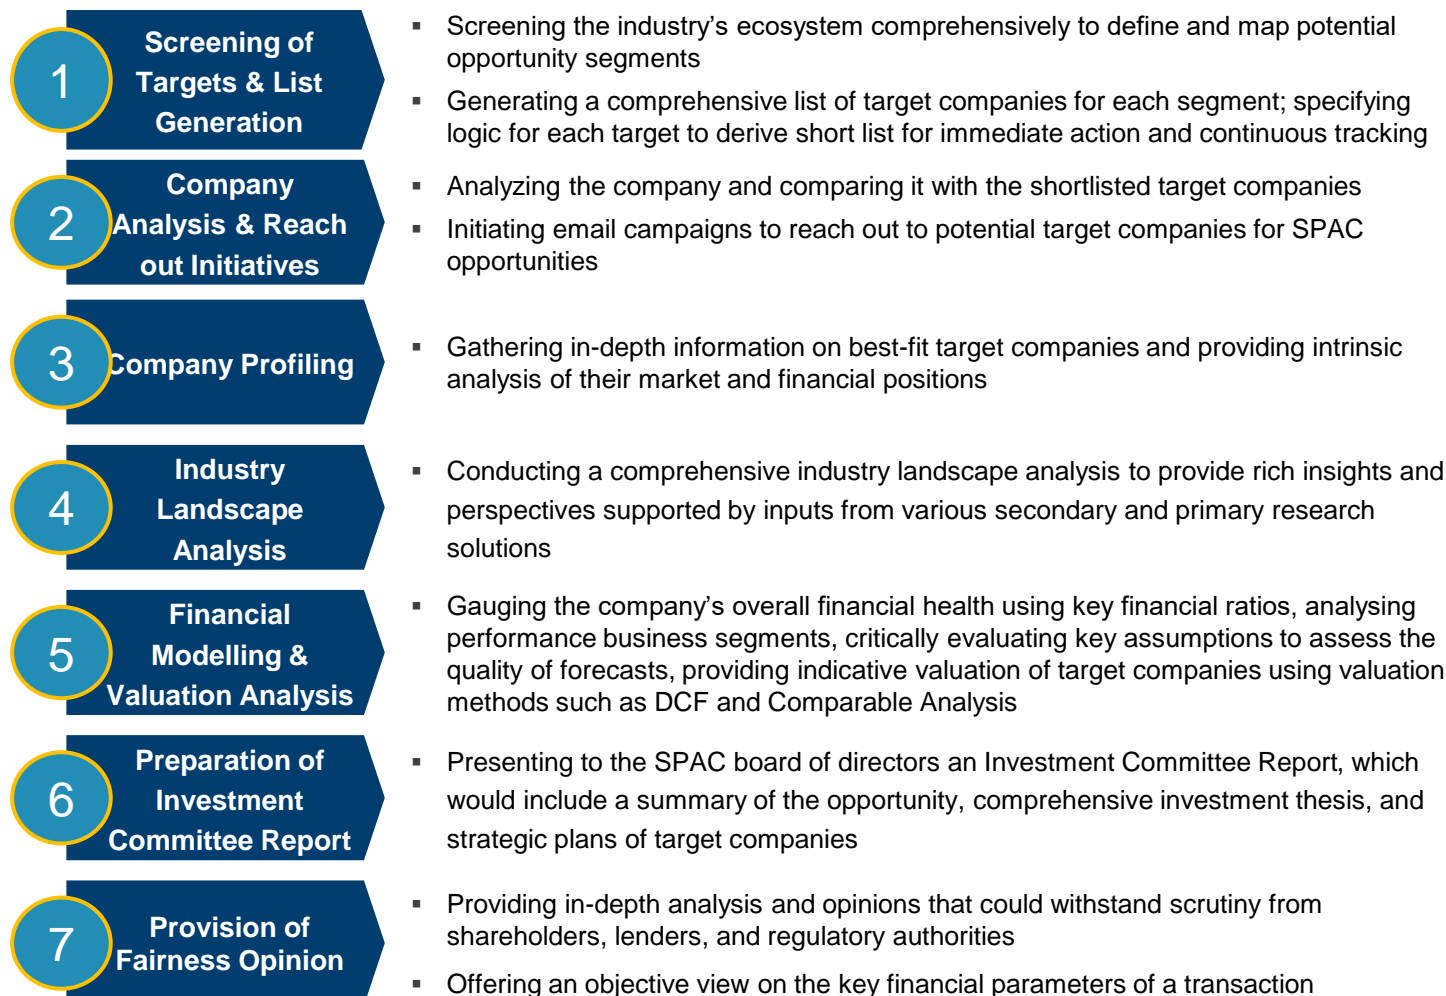 1
Screening of
Targets & List
Generation
▪ Screening the industry’s ecosystem comprehensively to define and map potential
opportunity segments
▪ Generating a comprehensive list of target companies for each segment; specifying
logic for each target to derive short list for immediate action and continuous tracking
2
Company
Analysis & Reach
out Initiatives
▪ Analyzing the company and comparing it with the shortlisted target companies
▪ Initiating email campaigns to reach out to potential target companies for SPAC
opportunities
3
Company Profiling
▪ Gathering in-depth information on best-fit target companies and providing intrinsic
analysis of their market and financial positions
4
Industry
Landscape
Analysis
▪ Conducting a comprehensive industry landscape analysis to provide rich insights and
perspectives supported by inputs from various secondary and primary research
solutions
5
Financial
Modelling &
Valuation Analysis
▪ Gauging the company’s overall financial health using key financial ratios, analysing
performance business segments, critically evaluating key assumptions to assess the
quality of forecasts, providing indicative valuation of target companies using valuation
methods such as DCF and Comparable Analysis
6
Preparation of
Investment
Committee Report
▪ Presenting to the SPAC board of directors an Investment Committee Report, which
would include a summary of the opportunity, comprehensive investment thesis, and
strategic plans of target companies
7
Provision of
Fairness Opinion
▪ Providing in-depth analysis and opinions that could withstand scrutiny from
shareholders, lenders, and regulatory authorities
▪ Offering an objective view on the key financial parameters of a transaction